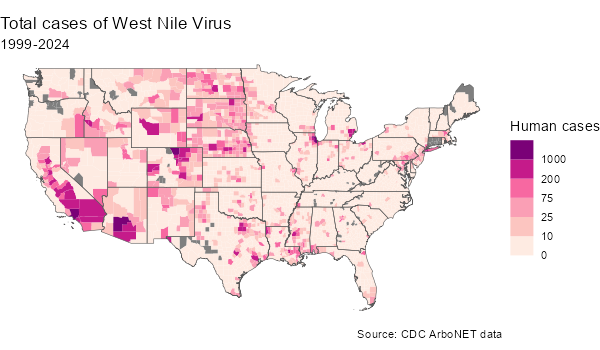 Total cases of West Nile Virus
1999-2024
Human cases
1000
200
75
25
10
0
Source: CDC ArboNET data